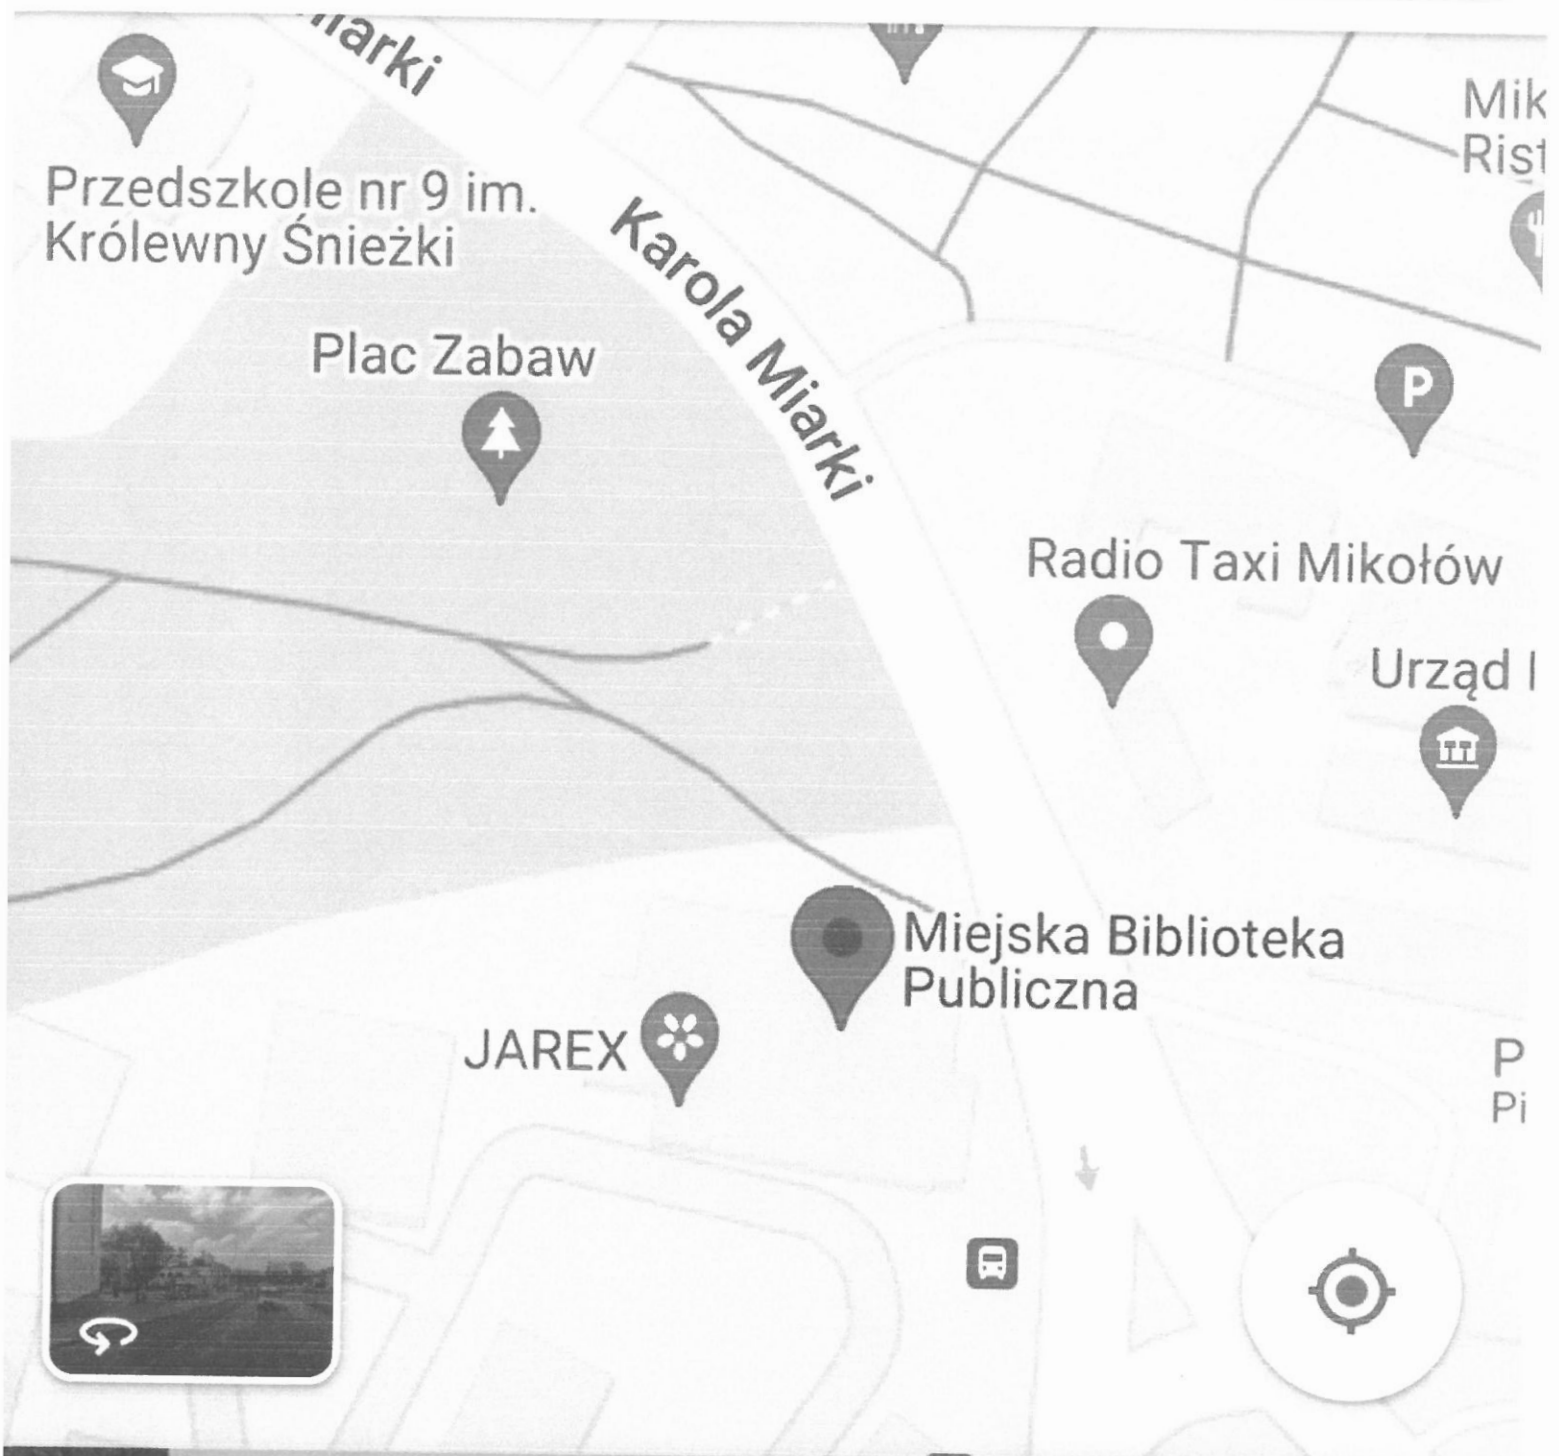 Miarki
Mik
Rist
Przedszkole nr 9 im.
Królewny Śnieżki
Karola Miarki
Plac Zabaw
P
Radio Taxi Mikołów
Urząd
Miejska Biblioteka
Publiczna
JAREX
P
Pi